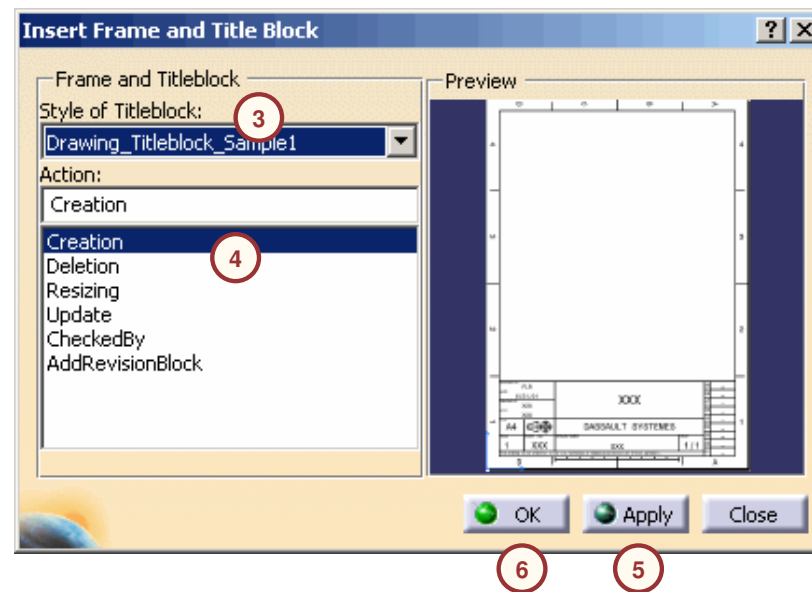 Insert Frame and Title Block
Frame and Titleblock
Style of Titleblock:
3
Drawing_Titleblock_Sample1
Action:
Creation
Creation
4
Deletion
Resizing
Update
CheckedBy
AddRevisionBlock
Preview
XXX
A4
DASSAULT SYSTEMES
1 XXX XXX 1/1
OK Apply Close
6 5